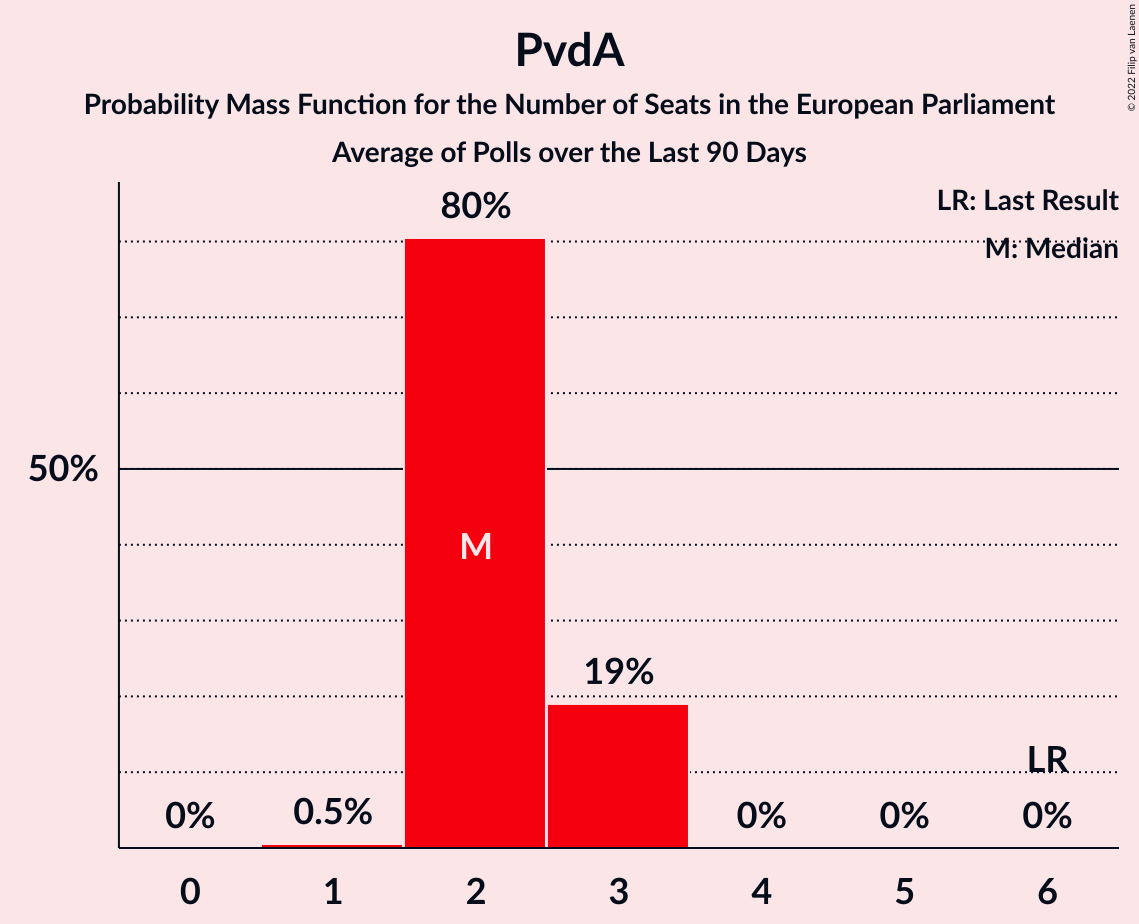 PvdA
Probability Mass Function for the Number of Seats in the European Parliament
Average of Polls over the Last 90 Days
© 2022 Filip van Laenen
LR: Last Result
M: Median
80%
50%
M
19%
LR
0%
0.5%
0%
0%
0%
0 1 2 3 4 5 6